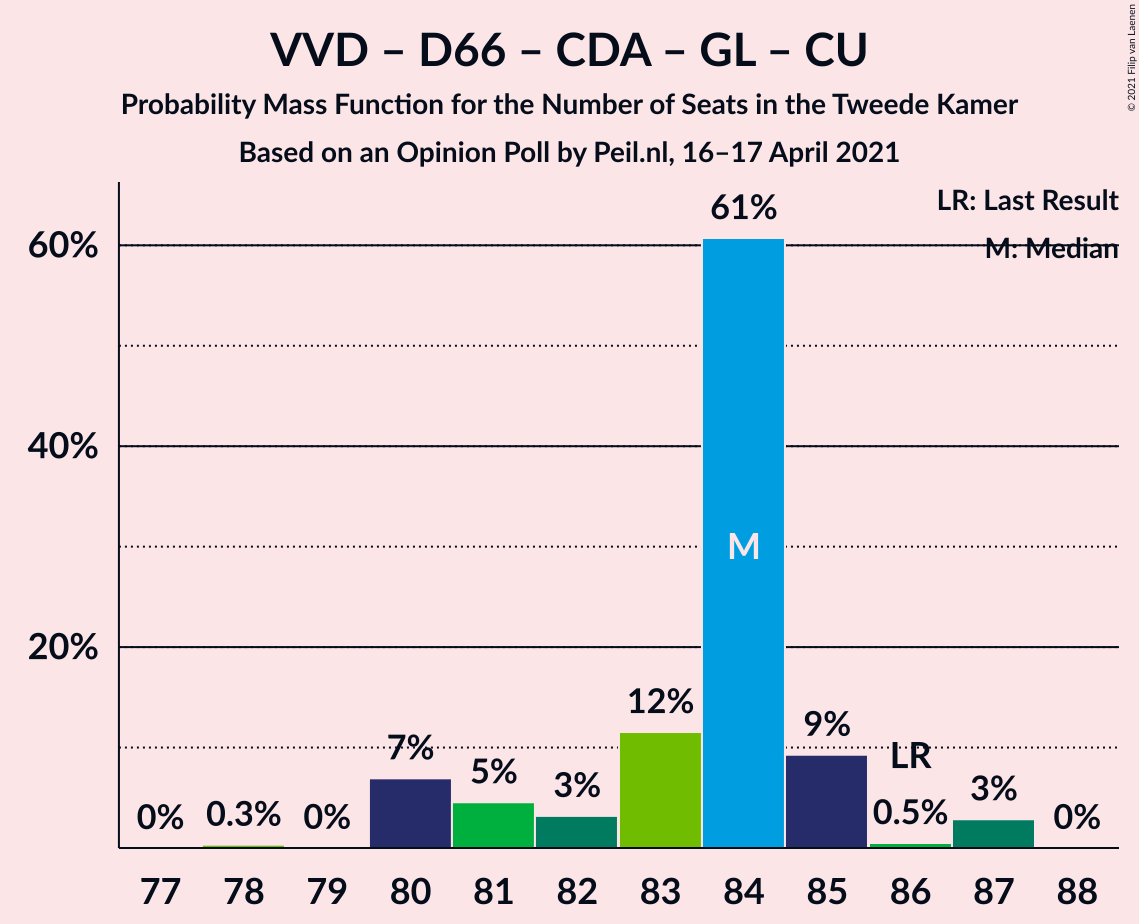 VVD – D66 – CDA – GL – CU
Probability Mass Function for the Number of Seats in the Tweede Kamer
Based on an Opinion Poll by Peil.nl, 16–17 April 2021
© 2021 Filip van Laenen
LR: Last Result
M: Median
60%
40%
20%
0%
0.3%
0%
7%
5%
3%
12%
61%
M
9%
LR
0.5%
3%
0%
77 78 79 80 81 82 83 84 85 86 87 88